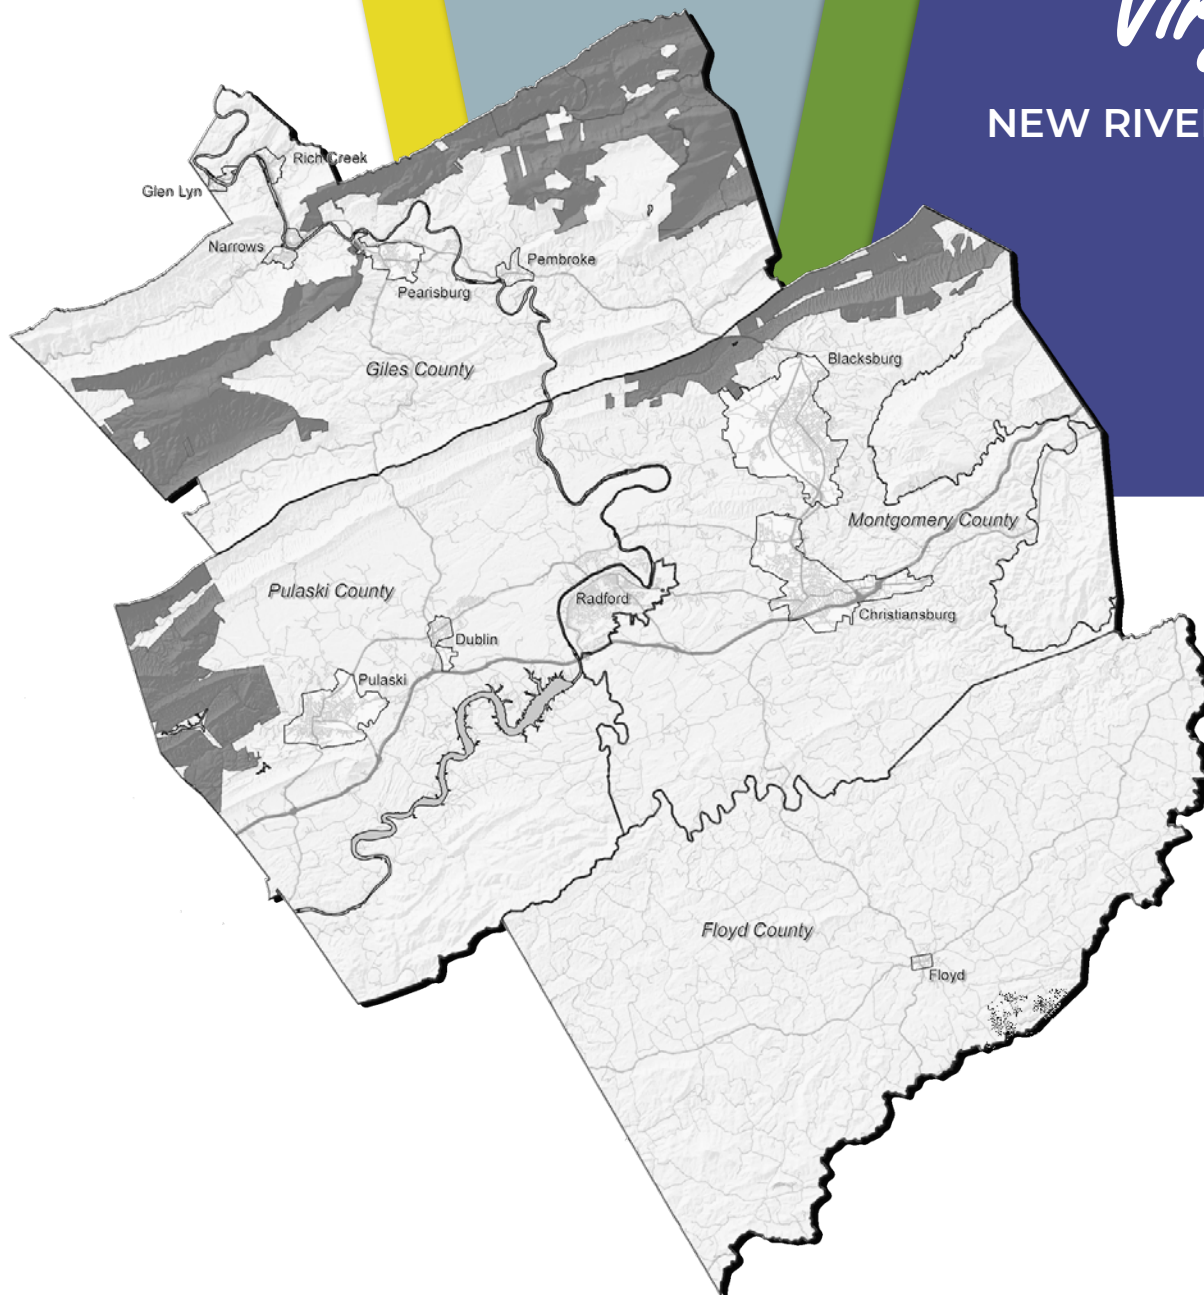 NEW RIVE
Rich Creek
Glen Lyn
Narrows
Pembroke
Pearisburg
Giles County
Blacksburg
Montgomery County
Pulaski County
Radford
Christiansburg
Dublin
Pulaski
Floyd County
Floyd